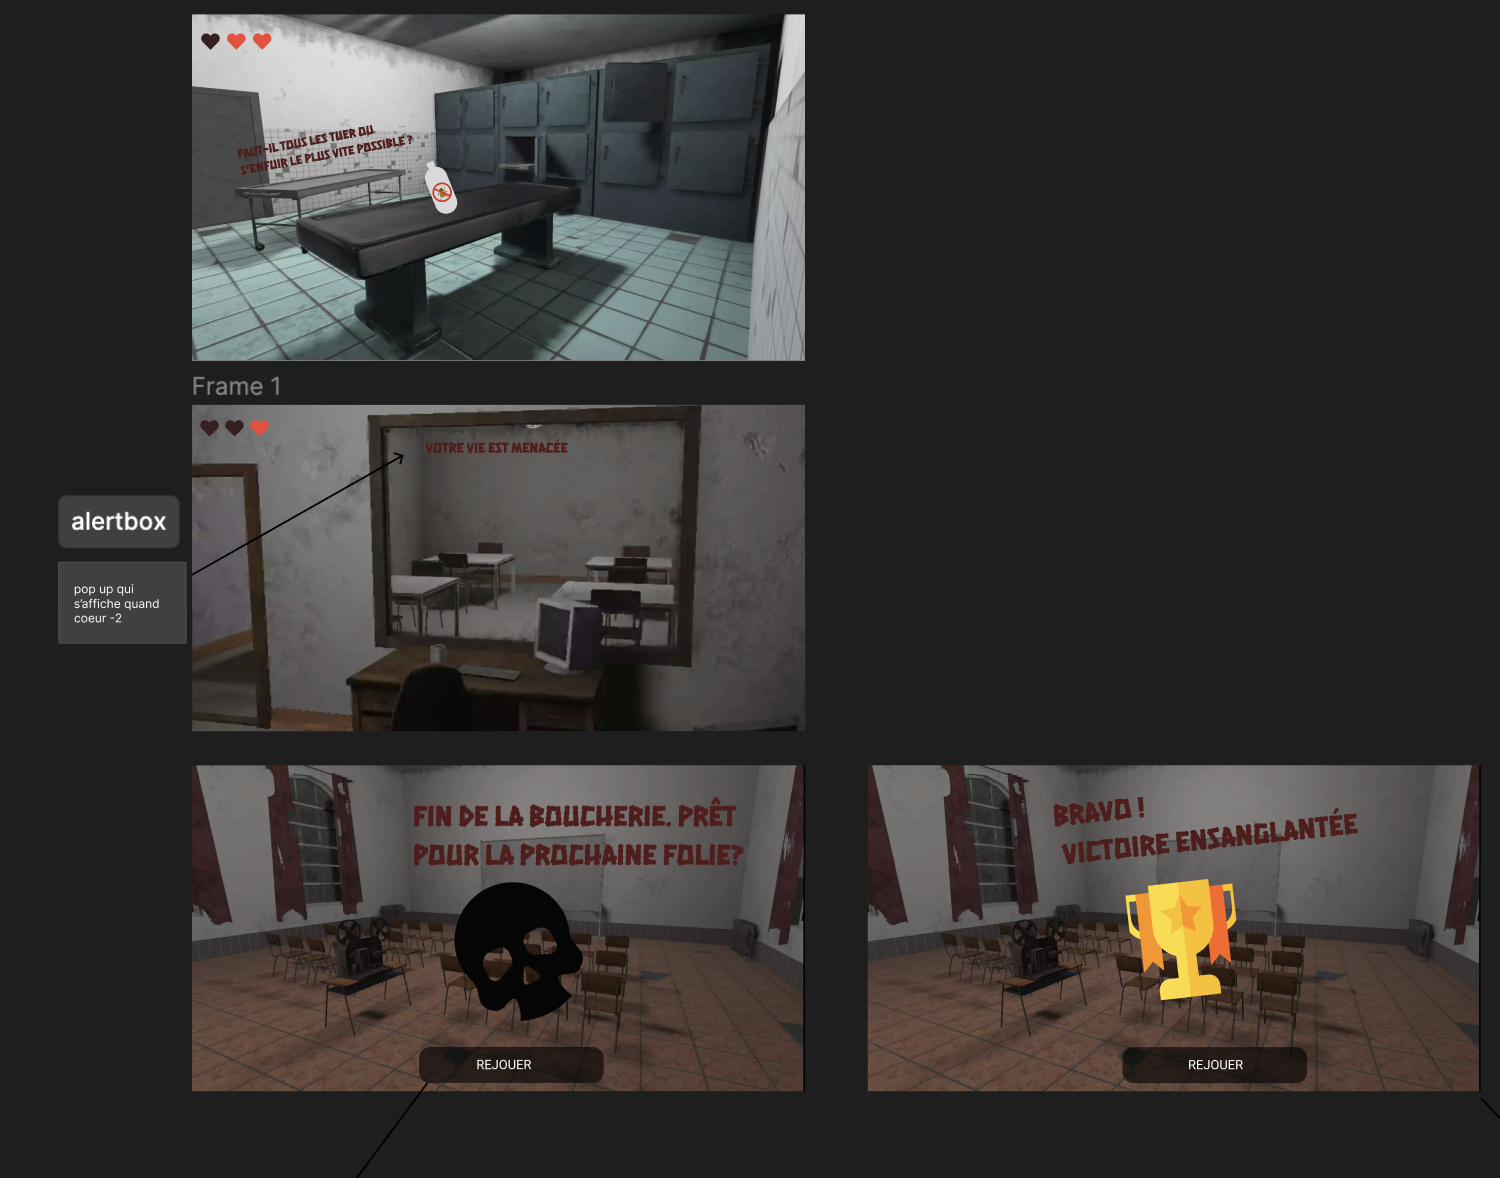 FAUT-IL TOUS LES TUER OU
S'ENFUIR LE PLUS VITE POSSIBLE ?
Frame 1
VOTRE VIE EST MENACÉE
alertbox
pop up qui
s'affiche quand
coeur -2
FIN DE LA BOUCHERIE. PRÊT
POUR LA PROCHAINE FOLIE?
REJOUER
BRAVO !
VICTOIRE ENSANGLANTÉE
REJOUER